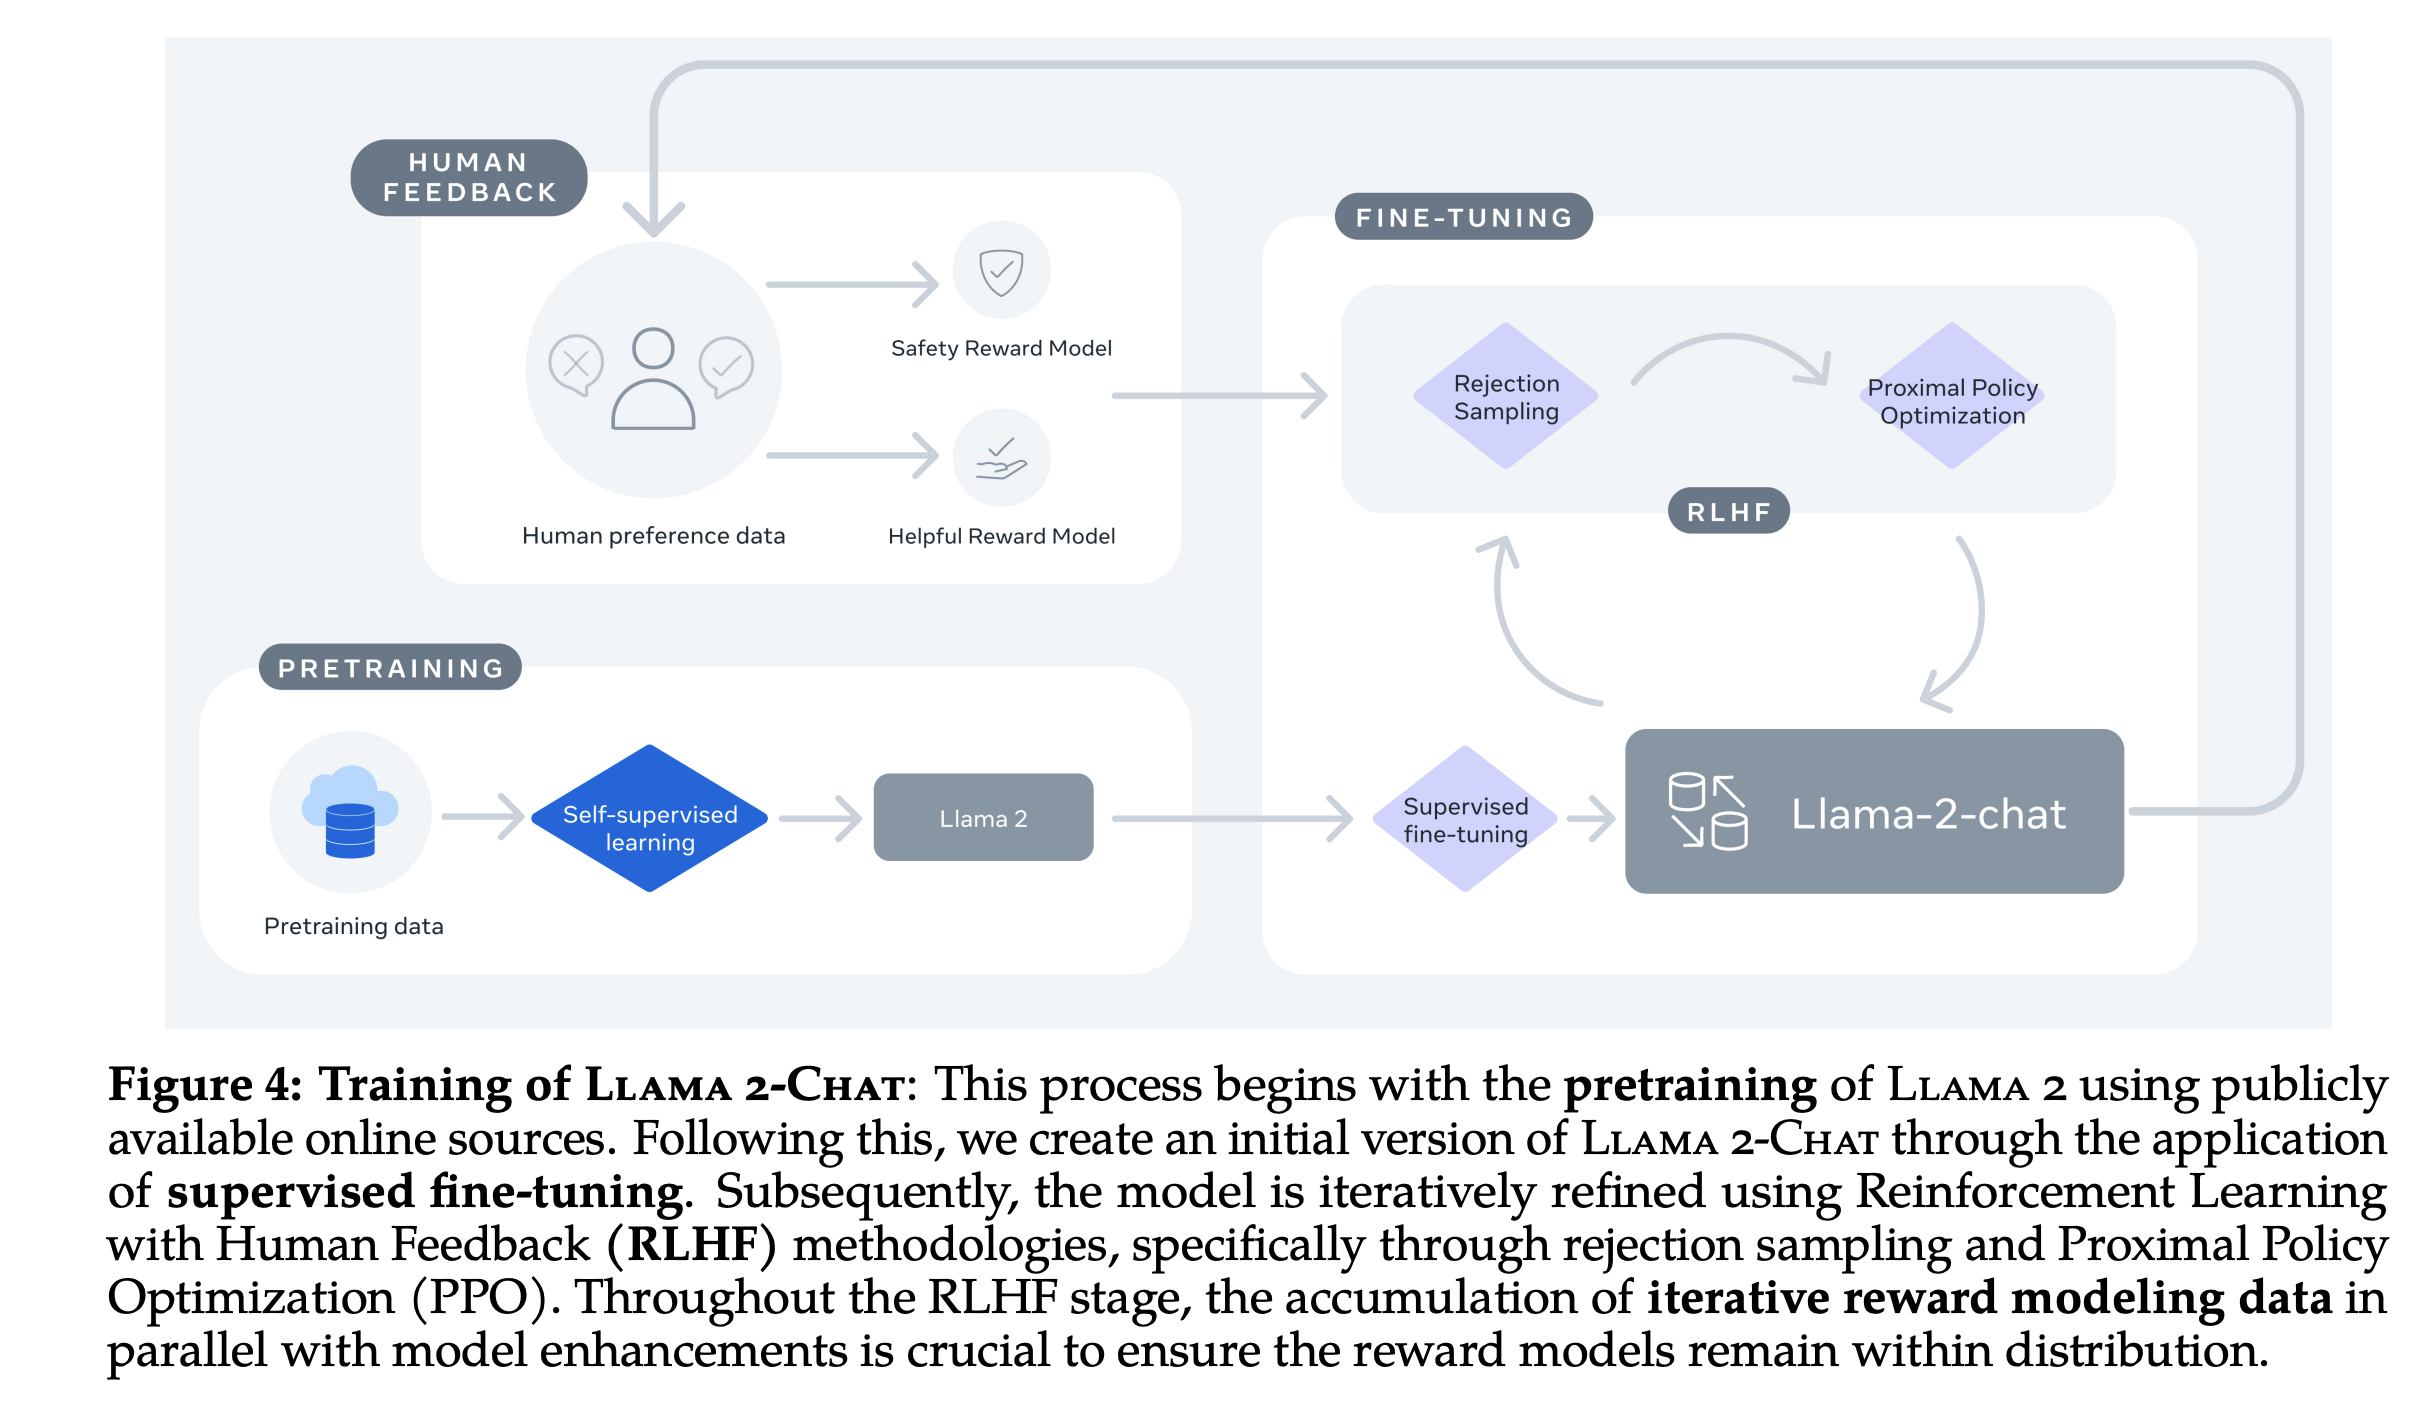 HUMAN
FEEDBACK
Safety Reward Model
Human preference data
Helpful Reward Model
FINE-TUNING
Rejection
Sampling
Proximal Policy
Optimization
RLHF
PRETRAINING
Self-supervised
learning
Llama 2
Pretraining data
Supervised
fine-tuning
Llama-2-chat
Figure 4: Training of Llama 2-Chat: This process begins with the pretraining of Llama 2 using publicly
available online sources. Following this, we create an initial version of Llama 2-Chat through the application
of supervised fine-tuning. Subsequently, the model is iteratively refined using Reinforcement Learning
with Human Feedback (RLHF) methodologies, specifically through rejection sampling and Proximal Policy
Optimization (PPO). Throughout the RLHF stage, the accumulation of iterative reward modeling data in
parallel with model enhancements is crucial to ensure the reward models remain within distribution.